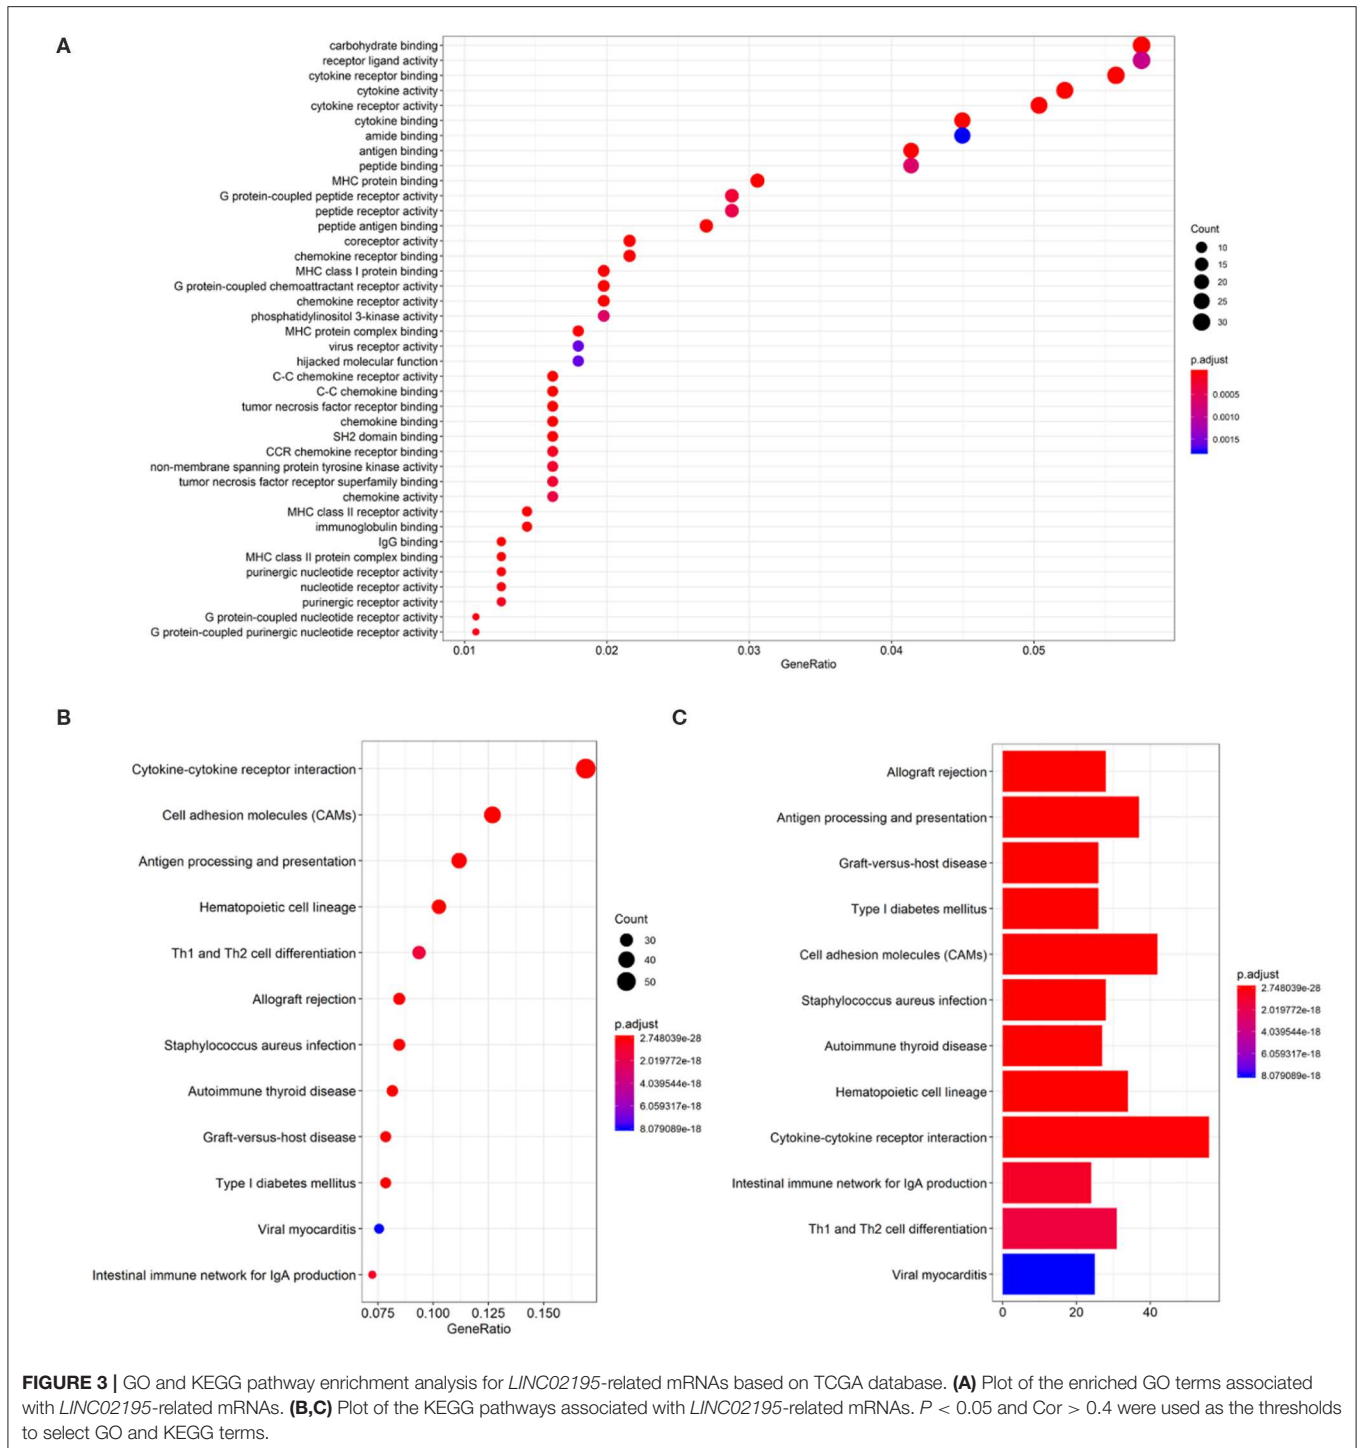 A
carbohydrate binding
receptor ligand activity
cytokine receptor binding
cytokine activity
cytokine receptor activity
cytokine binding
amide binding
antigen binding
peptide binding
MHC protein binding
G protein-coupled peptide receptor activity
peptide receptor activity
peptide antigen binding
coreceptor activity
chemokine receptor binding
MHC class I protein binding
G protein-coupled chemoattractant receptor activity
chemokine receptor activity
phosphatidylinositol 3-kinase activity
MHC protein complex binding
virus receptor activity
hijacked molecular function
C-C chemokine receptor activity
C-C chemokine binding
tumor necrosis factor receptor binding
chemokine binding
SH2 domain binding
CCR chemokine receptor binding
non-membrane spanning protein tyrosine kinase activity
tumor necrosis factor receptor superfamily binding
chemokine activity
MHC class II receptor activity
immunoglobulin binding
IgG binding
MHC class II protein complex binding
purinergic nucleotide receptor activity
nucleotide receptor activity
purinergic receptor activity
G protein-coupled nucleotide receptor activity
G protein-coupled purinergic nucleotide receptor activity
0.01 0.02 0.03 0.04 0.05
GeneRatio
Count
10
15
20
25
30
p.adjust
0.0005
0.0010
0.0015
B
Cytokine-cytokine receptor interaction
Cell adhesion molecules (CAMs)
Antigen processing and presentation
Hematopoietic cell lineage
Th1 and Th2 cell differentiation
Allograft rejection
Staphylococcus aureus infection
Autoimmune thyroid disease
Graft-versus-host disease
Type I diabetes mellitus
Viral myocarditis
Intestinal immune network for IgA production
0.075 0.100 0.125 0.150
GeneRatio
Count
30
40
50
p.adjust
2.748039e-28
2.019772e-18
4.039544e-18
6.059317e-18
8.079089e-18
C
Allograft rejection
Antigen processing and presentation
Graft-versus-host disease
Type I diabetes mellitus
Cell adhesion molecules (CAMs)
Staphylococcus aureus infection
Autoimmune thyroid disease
Hematopoietic cell lineage
Cytokine-cytokine receptor interaction
Intestinal immune network for IgA production
Th1 and Th2 cell differentiation
Viral myocarditis
0 20 40
p.adjust
2.748039e-28
2.019772e-18
4.039544e-18
6.059317e-18
8.079089e-18
FIGURE 3 | GO and KEGG pathway enrichment analysis for LINC02195-related mRNAs based on TCGA database. (A) Plot of the enriched GO terms associated
with LINC02195-related mRNAs. (B,C) Plot of the KEGG pathways associated with LINC02195-related mRNAs. P < 0.05 and Cor > 0.4 were used as the thresholds
to select GO and KEGG terms.